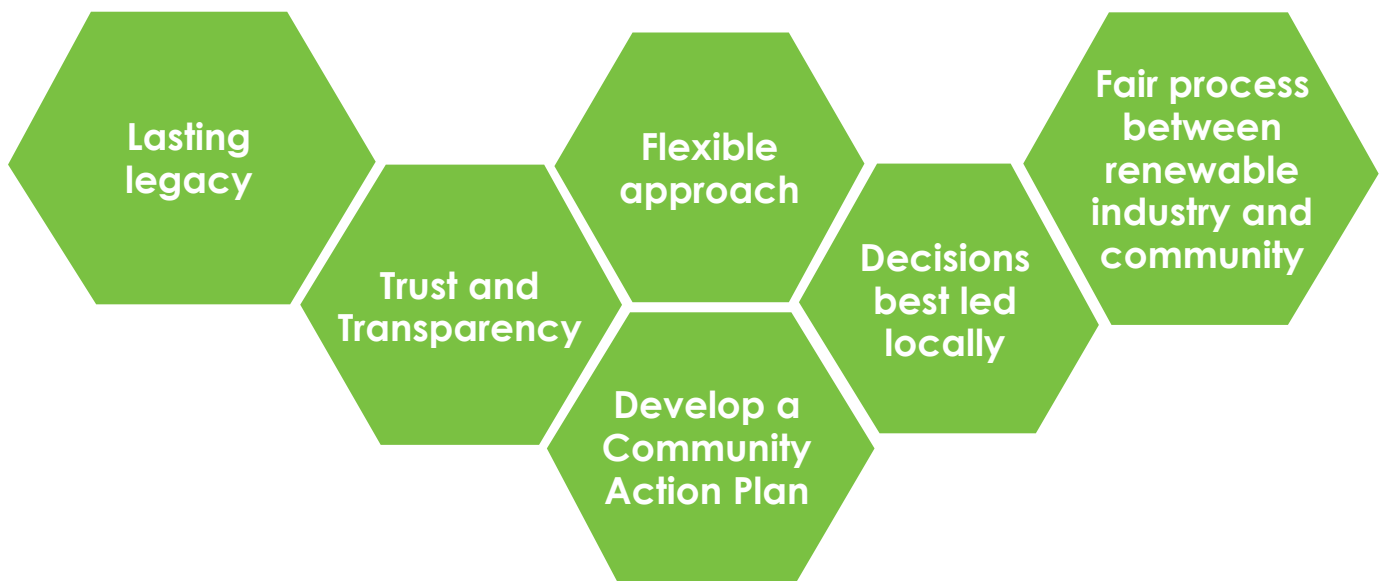 Lasting
legacy
Trust and
Transparency
Flexible
approach
Develop a
Community
Action Plan
Decisions
best led
locally
Fair process
between
renewable
industry and
community